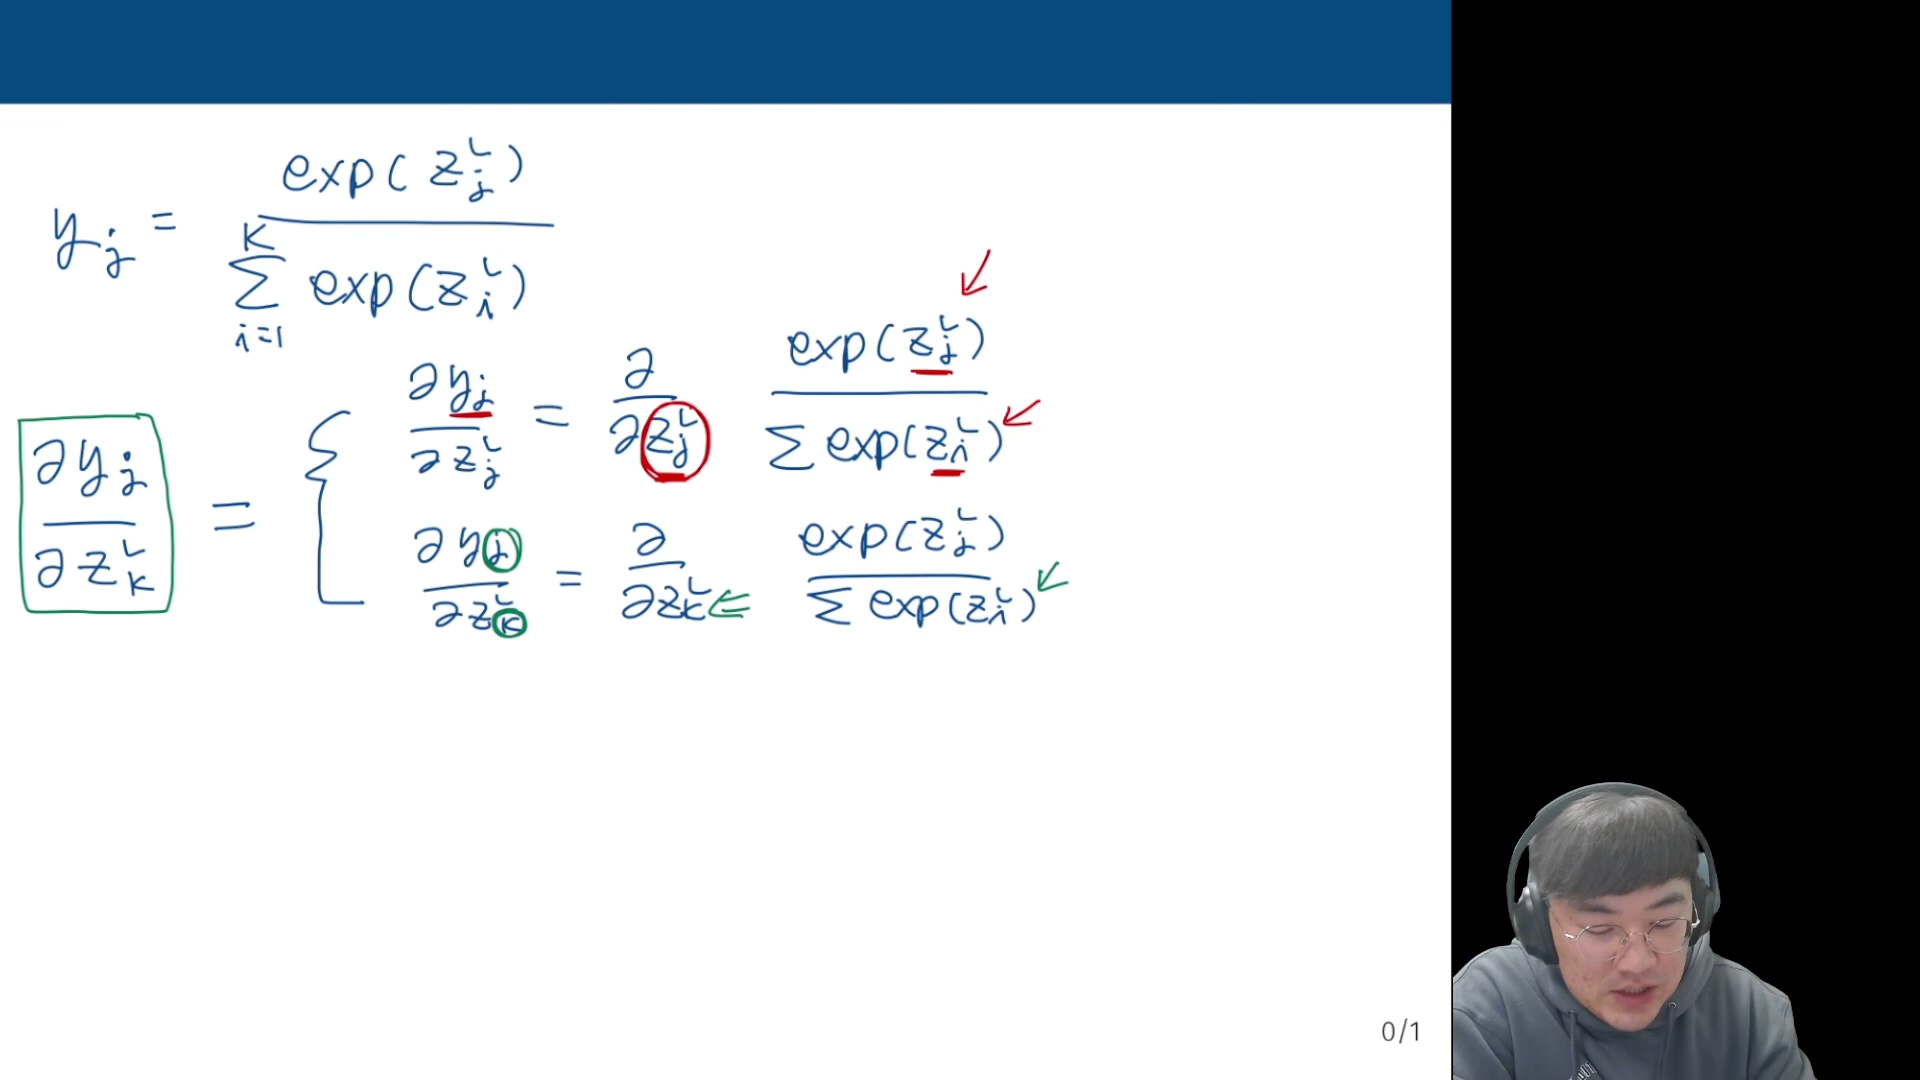 y_j = exp(z_j^L) / ∑_{i=1}^{K} exp(z_i^L)
∂y_j / ∂z_k^L = {
∂y_j / ∂z_j^L = ∂ / ∂z_j^L exp(z_j^L) / ∑ exp(z_i^L)
∂y_j / ∂z_k^L = ∂ / ∂z_k^L exp(z_j^L) / ∑ exp(z_i^L)
0/1